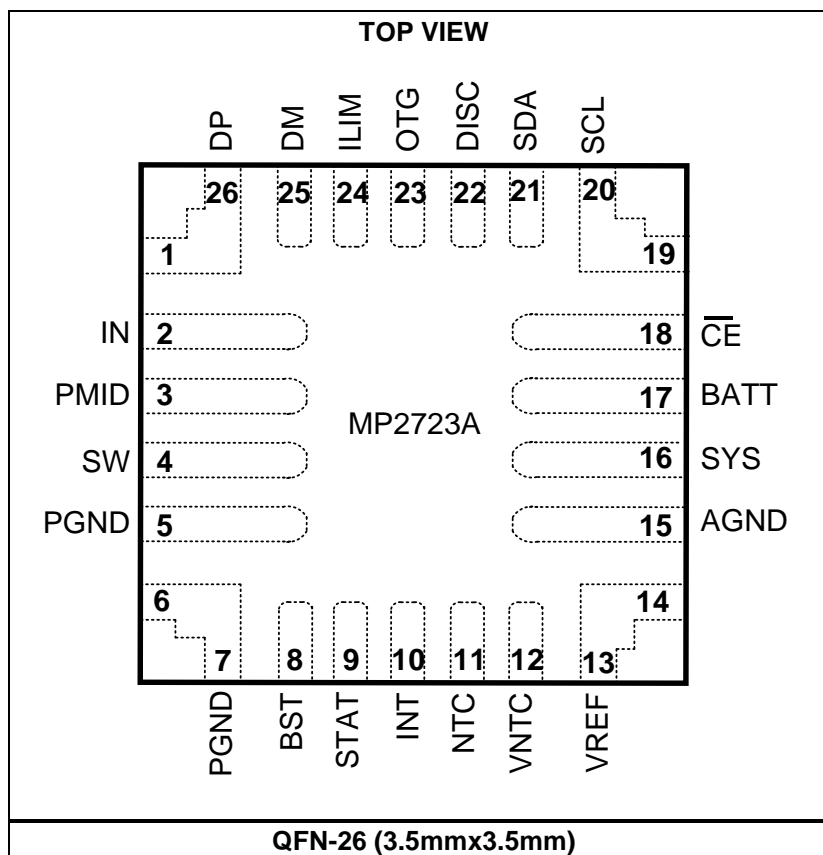 TOP VIEW
DP
DM
ILIM
OTG
DISC
SDA
SCL
26
25
24
23
22
21
20
1
19
IN
2
18
CE
PMID
3
17
BATT
MP2723A
SW
4
16
SYS
PGND
5
15
AGND
6
14
7
8
9
10
11
12
13
PGND
BST
STAT
INT
NTC
VNTC
VREF
QFN-26 (3.5mmx3.5mm)